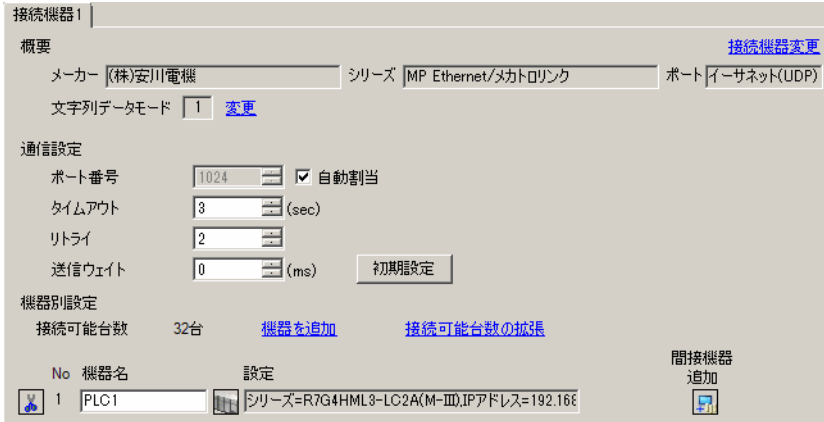 接続機器1
概要
接続機器変更
メーカー (株)安川電機 シリーズ MP Ethernet/メカトロリンク ポート イーサネット(UDP)
文字列データモード 1 変更
通信設定
ポート番号 1024 自動割当
タイムアウト 3 (sec)
リトライ 2
送信ウェイト 0 (ms) 初期設定
機器別設定
接続可能台数 32台 機器を追加 接続可能台数の拡張
間接機器
No 機器名 設定 追加
1 PLC1 シリーズ=R7G4HML3-LC2A(M-Ⅲ),IPアドレス=192.168